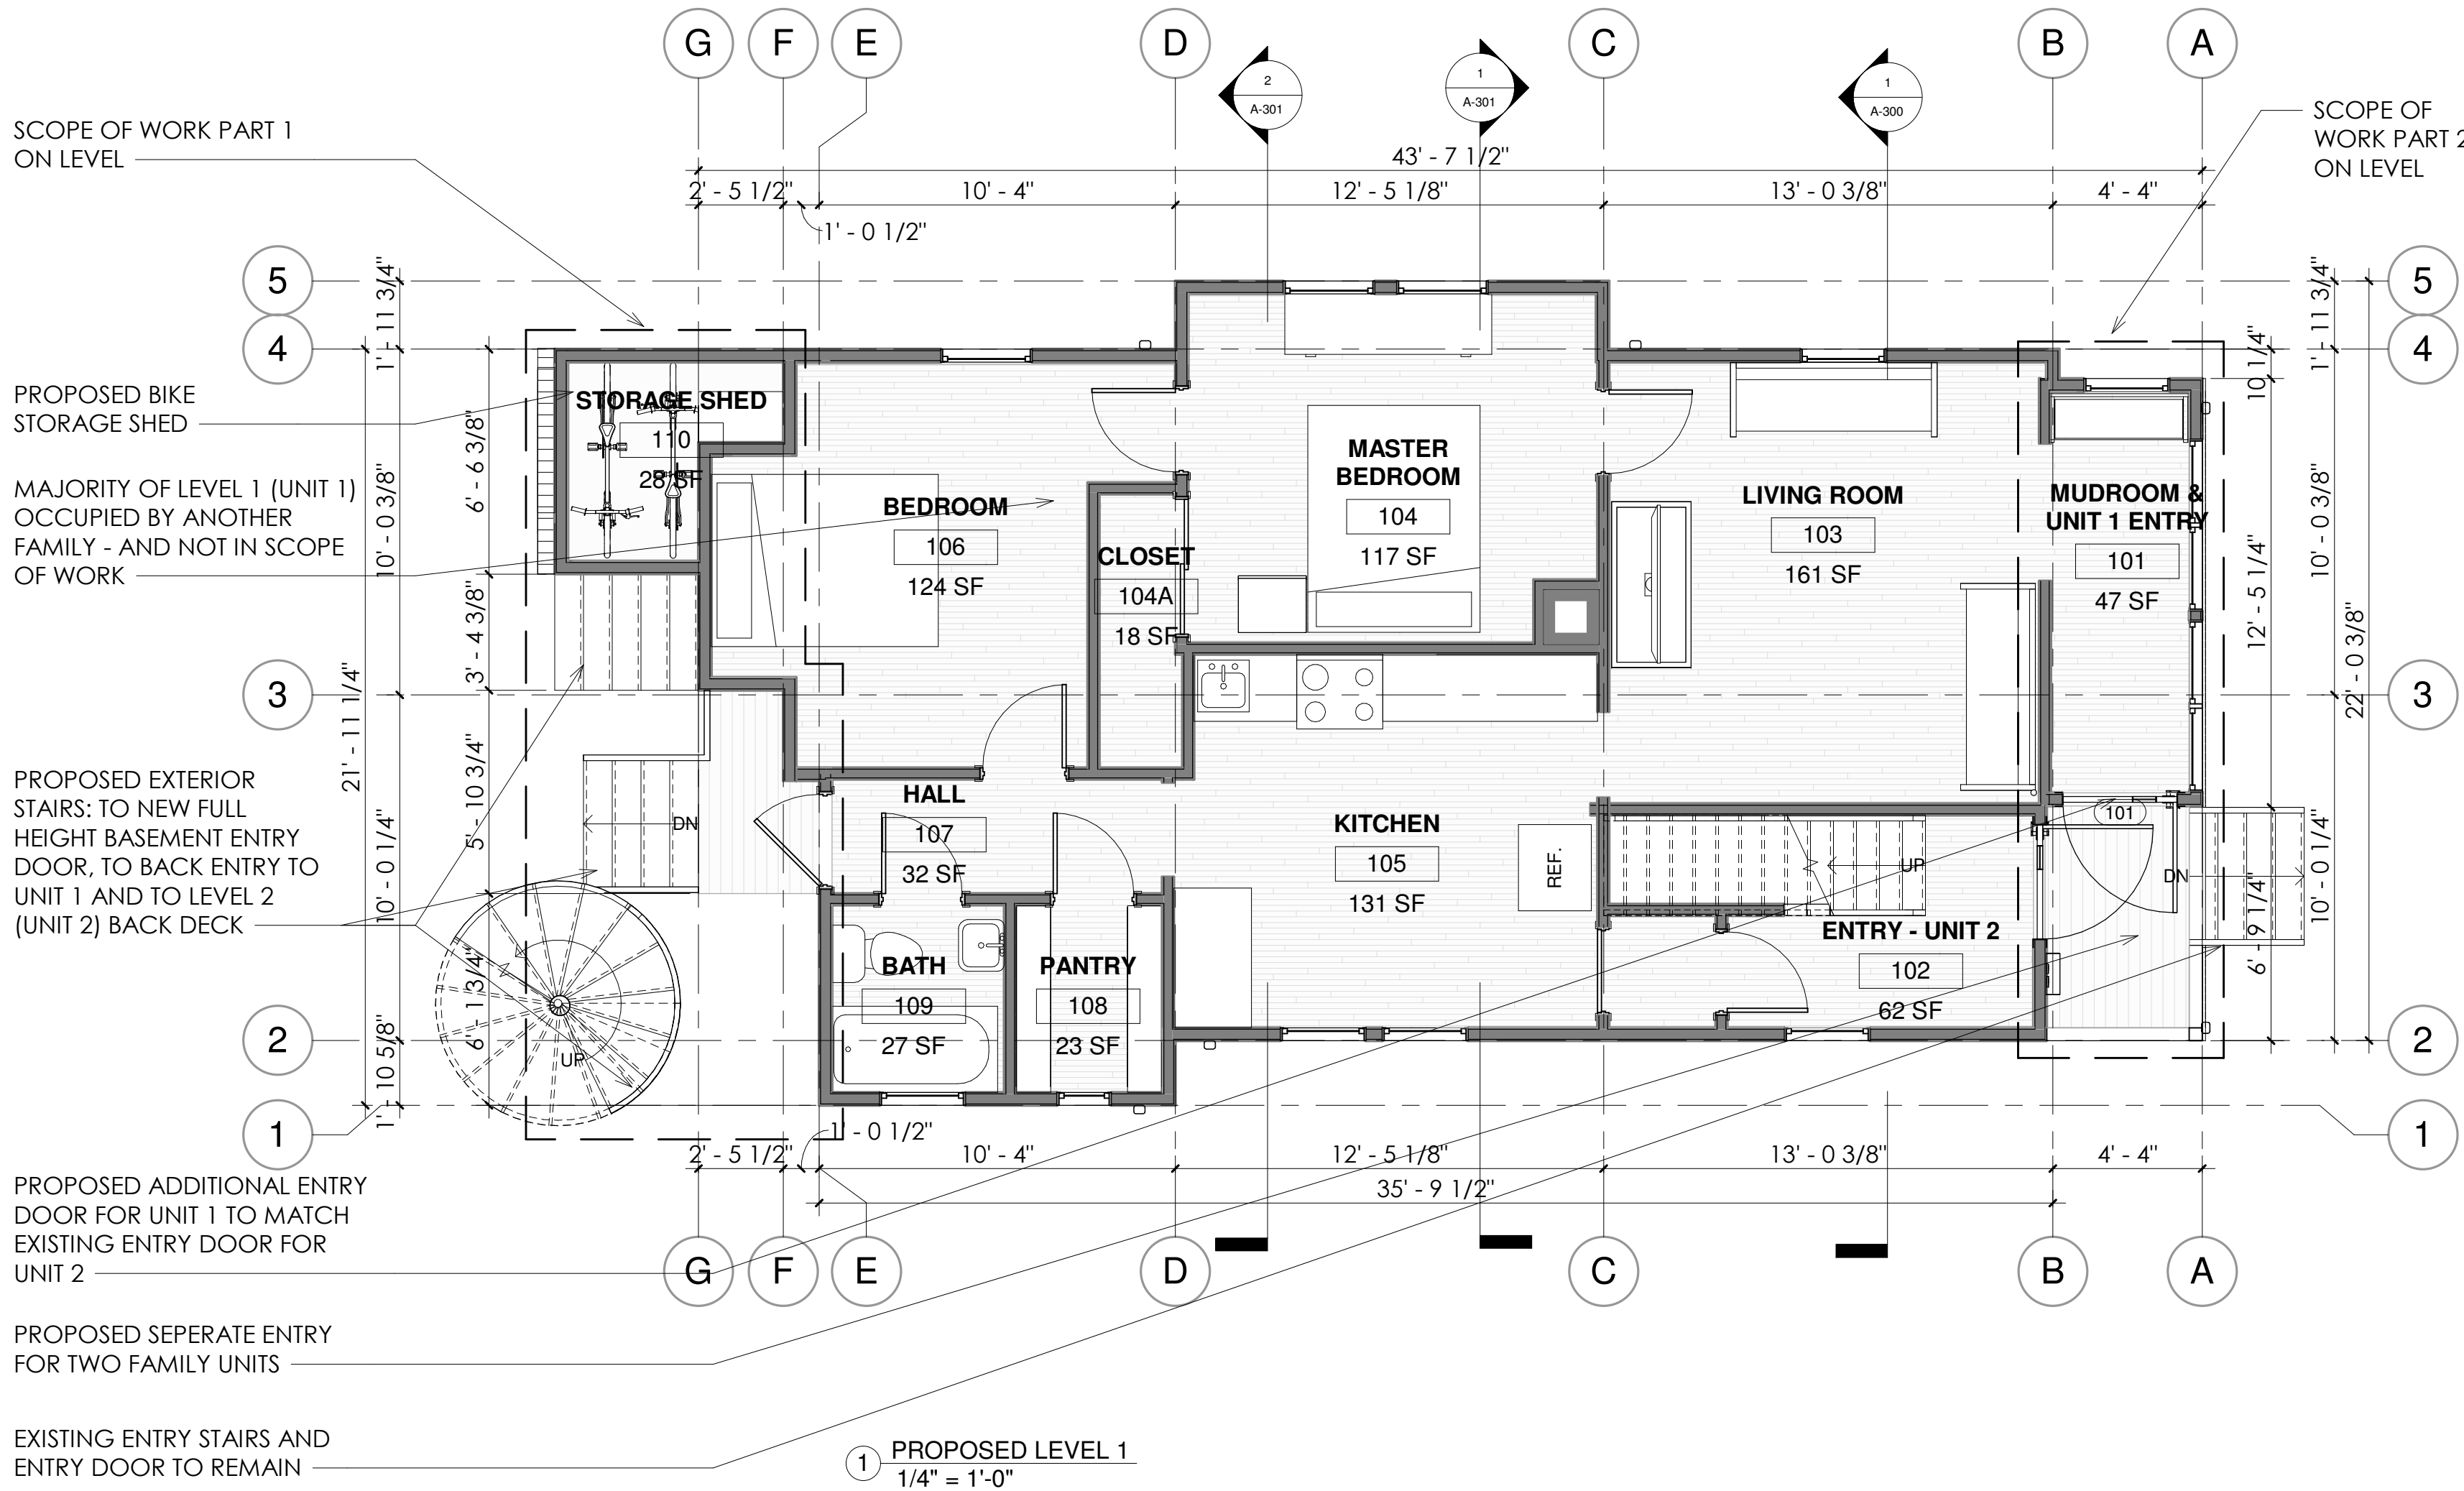 G F E D C B A
2
A-301
1
A-301
1
A-300
SCOPE OF WORK PART 1
ON LEVEL
SCOPE OF
WORK PART 2
ON LEVEL
43' - 7 1/2"
2' - 5 1/2" 10' - 4" 12' - 5 1/8" 13' - 0 3/8" 4' - 4"
1' - 0 1/2"
5
4
3
2
1
5
4
3
2
1
1' - 11 3/4"
10' - 0 3/8"
10' - 0 1/4"
1' - 10 5/8"
21' - 11 1/4"
6' - 6 3/8"
3' - 4 3/8"
5' - 10 3/4"
6' - 1 3/4"
1' - 11 3/4"
10' - 0 3/8"
10' - 0 1/4"
22' - 0 3/8"
10 1/4"
12' - 5 1/4"
6' - 9 1/4"
PROPOSED BIKE
STORAGE SHED
MAJORITY OF LEVEL 1 (UNIT 1)
OCCUPIED BY ANOTHER
FAMILY - AND NOT IN SCOPE
OF WORK
PROPOSED EXTERIOR
STAIRS: TO NEW FULL
HEIGHT BASEMENT ENTRY
DOOR, TO BACK ENTRY TO
UNIT 1 AND TO LEVEL 2
(UNIT 2) BACK DECK
STORAGE SHED
110
28 SF
BEDROOM
106
124 SF
CLOSET
104A
18 SF
MASTER
BEDROOM
104
117 SF
LIVING ROOM
103
161 SF
MUDROOM &
UNIT 1 ENTRY
101
47 SF
HALL
107
32 SF
KITCHEN
105
131 SF
REF.
UP
ENTRY - UNIT 2
102
62 SF
101
DN
DN
UP
BATH
109
27 SF
PANTRY
108
23 SF
1' - 0 1/2"
2' - 5 1/2" 10' - 4" 12' - 5 1/8" 13' - 0 3/8" 4' - 4"
35' - 9 1/2"
G F E D C B A
PROPOSED ADDITIONAL ENTRY
DOOR FOR UNIT 1 TO MATCH
EXISTING ENTRY DOOR FOR
UNIT 2
PROPOSED SEPERATE ENTRY
FOR TWO FAMILY UNITS
EXISTING ENTRY STAIRS AND
ENTRY DOOR TO REMAIN
1 PROPOSED LEVEL 1
1/4" = 1'-0"